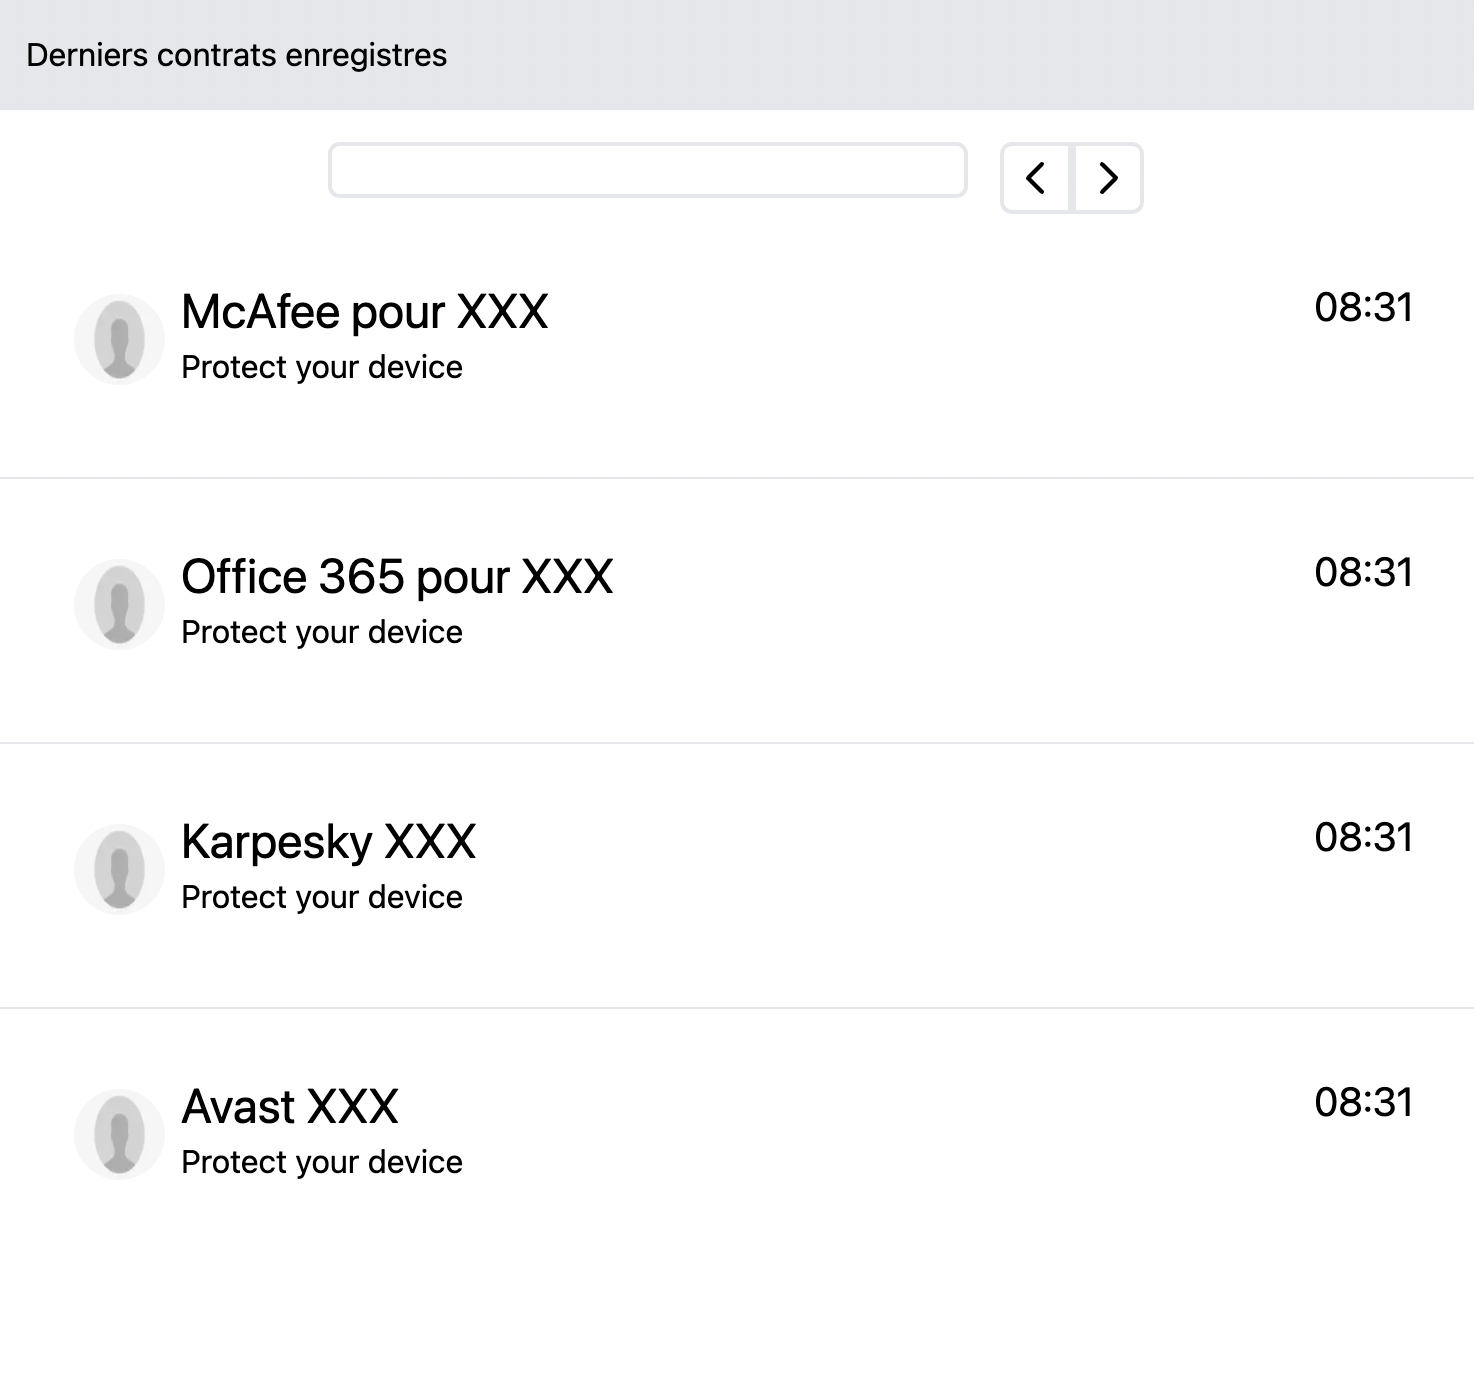 Derniers contrats enregistres
McAfee pour XXX
08:31
Protect your device
Office 365 pour XXX
08:31
Protect your device
Karpesky XXX
08:31
Protect your device
Avast XXX
08:31
Protect your device